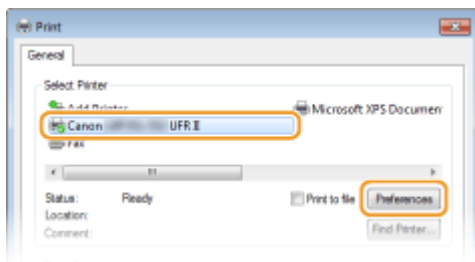 Print
General
Select Printer
Add Printer
Microsoft XPS Documen
Canon UFR II
Fax
Status: Ready
Print to file
Preferences
Location:
Comment:
Find Printer...